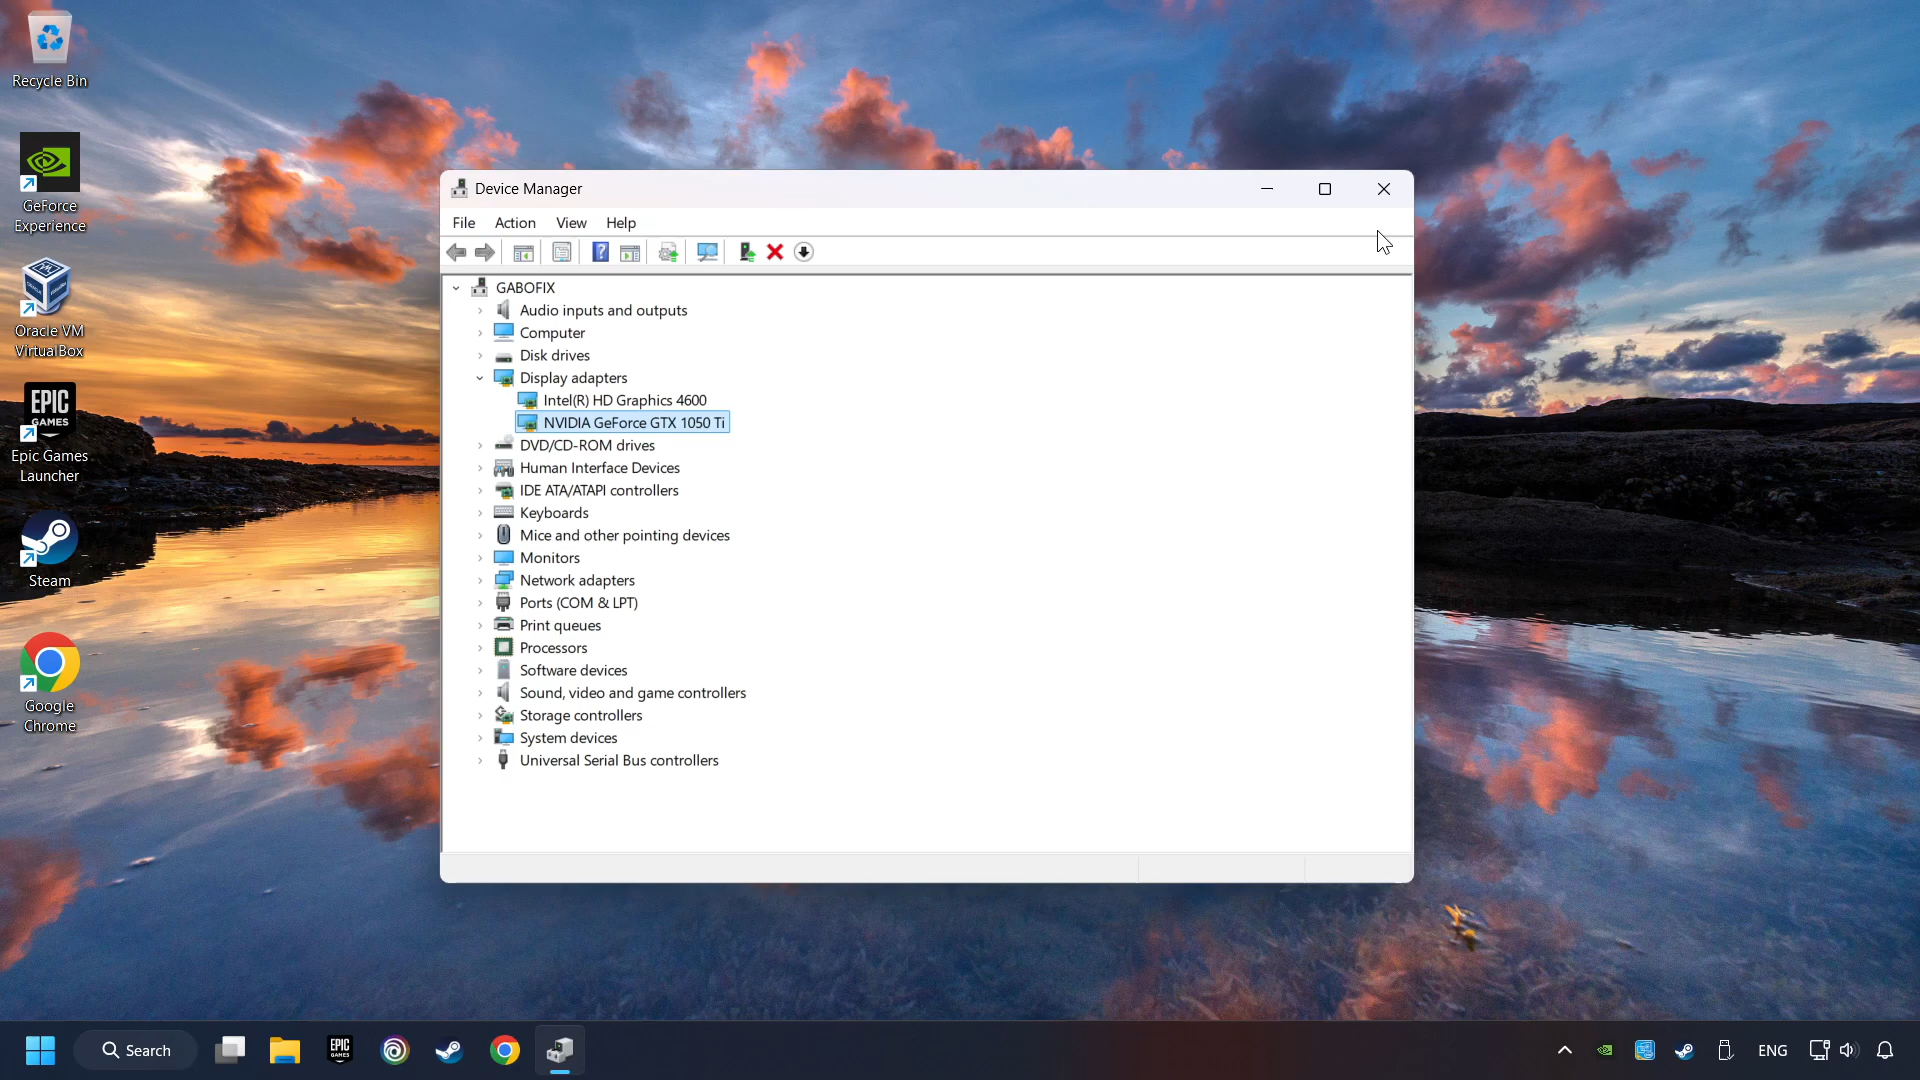 Recycle Bin
GeForce
Experience
Oracle VM
VirtualBox
EPIC
GAMES
Epic Games
Launcher
Steam
Google
Chrome
Device Manager
File Action View Help
GABOFIX
Audio inputs and outputs
Computer
Disk drives
Display adapters
Intel(R) HD Graphics 4600
NVIDIA GeForce GTX 1050 Ti
DVD/CD-ROM drives
Human Interface Devices
IDE ATA/ATAPI controllers
Keyboards
Mice and other pointing devices
Monitors
Network adapters
Ports (COM & LPT)
Print queues
Processors
Software devices
Sound, video and game controllers
Storage controllers
System devices
Universal Serial Bus controllers
Search
EPIC
GAMES
ENG